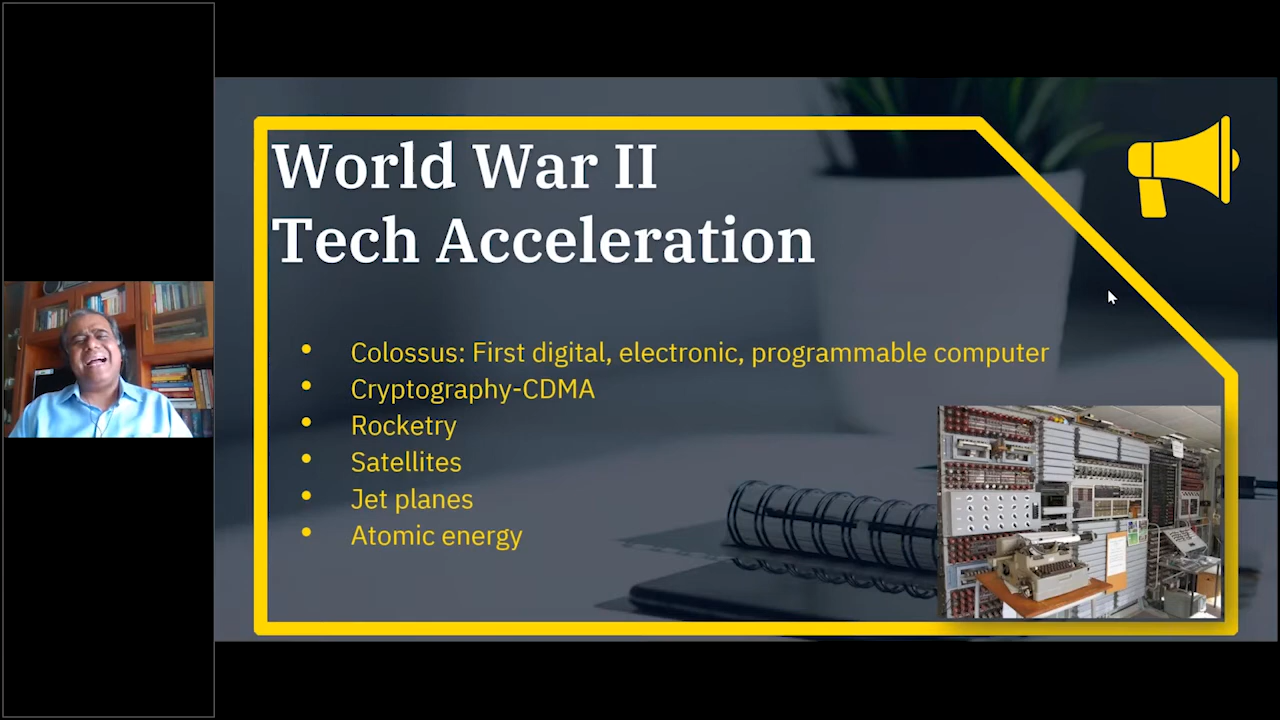 World War II
Tech Acceleration
• Colossus: First digital, electronic, programmable computer
• Cryptography-CDMA
• Rocketry
• Satellites
• Jet planes
• Atomic energy